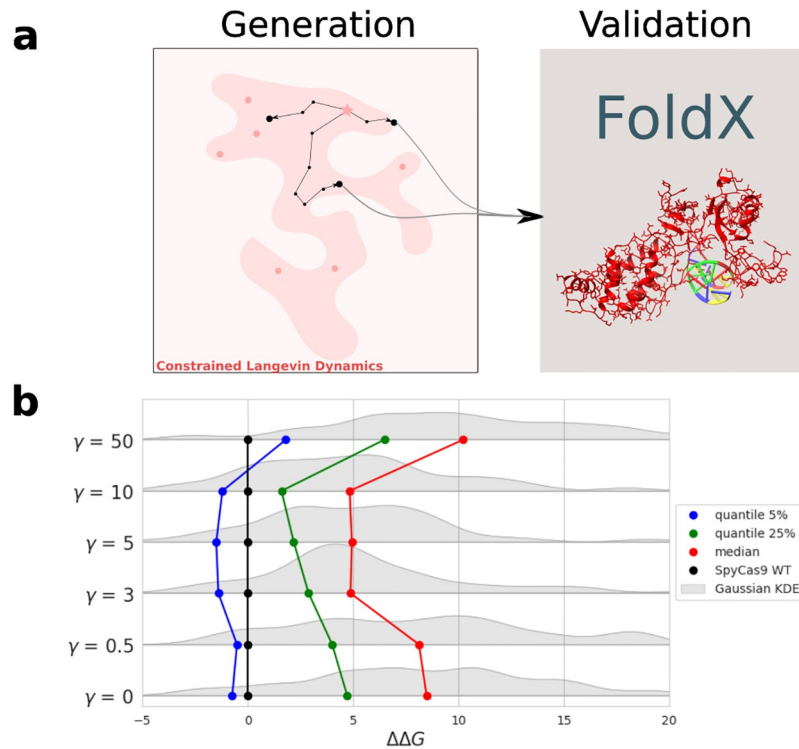 a
Generation
Validation
FoldX
Constrained Langevin Dynamics
b
γ = 50
γ = 10
γ = 5
γ = 3
γ = 0.5
γ = 0
-5
0
5
10
15
20
ΔΔG
quantile 5%
quantile 25%
median
SpyCas9 WT
Gaussian KDE